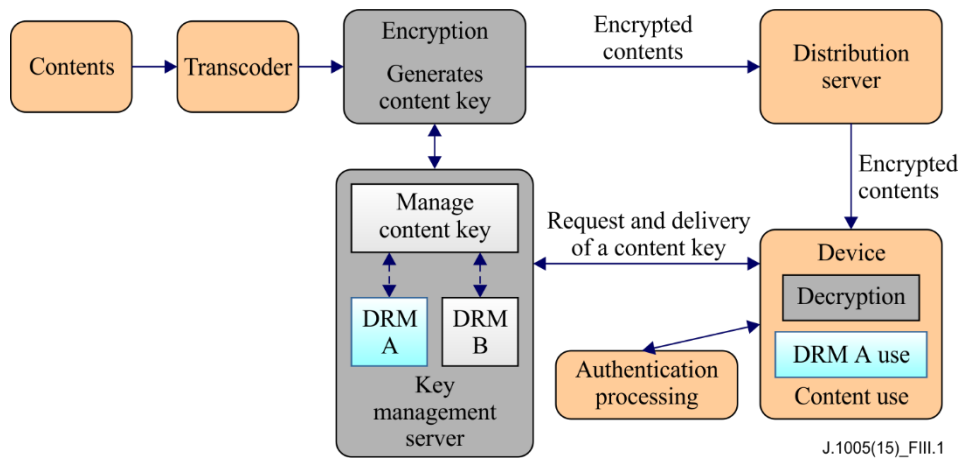 Contents
Transcoder
Encryption
Generates
content key
Encrypted
contents
Distribution
server
Encrypted
contents
Manage
content key
DRM
A
DRM
B
Key
management
server
Request and delivery
of a content key
Authentication
processing
Device
Decryption
DRM A use
Content use
J.1005(15)_FIII.1